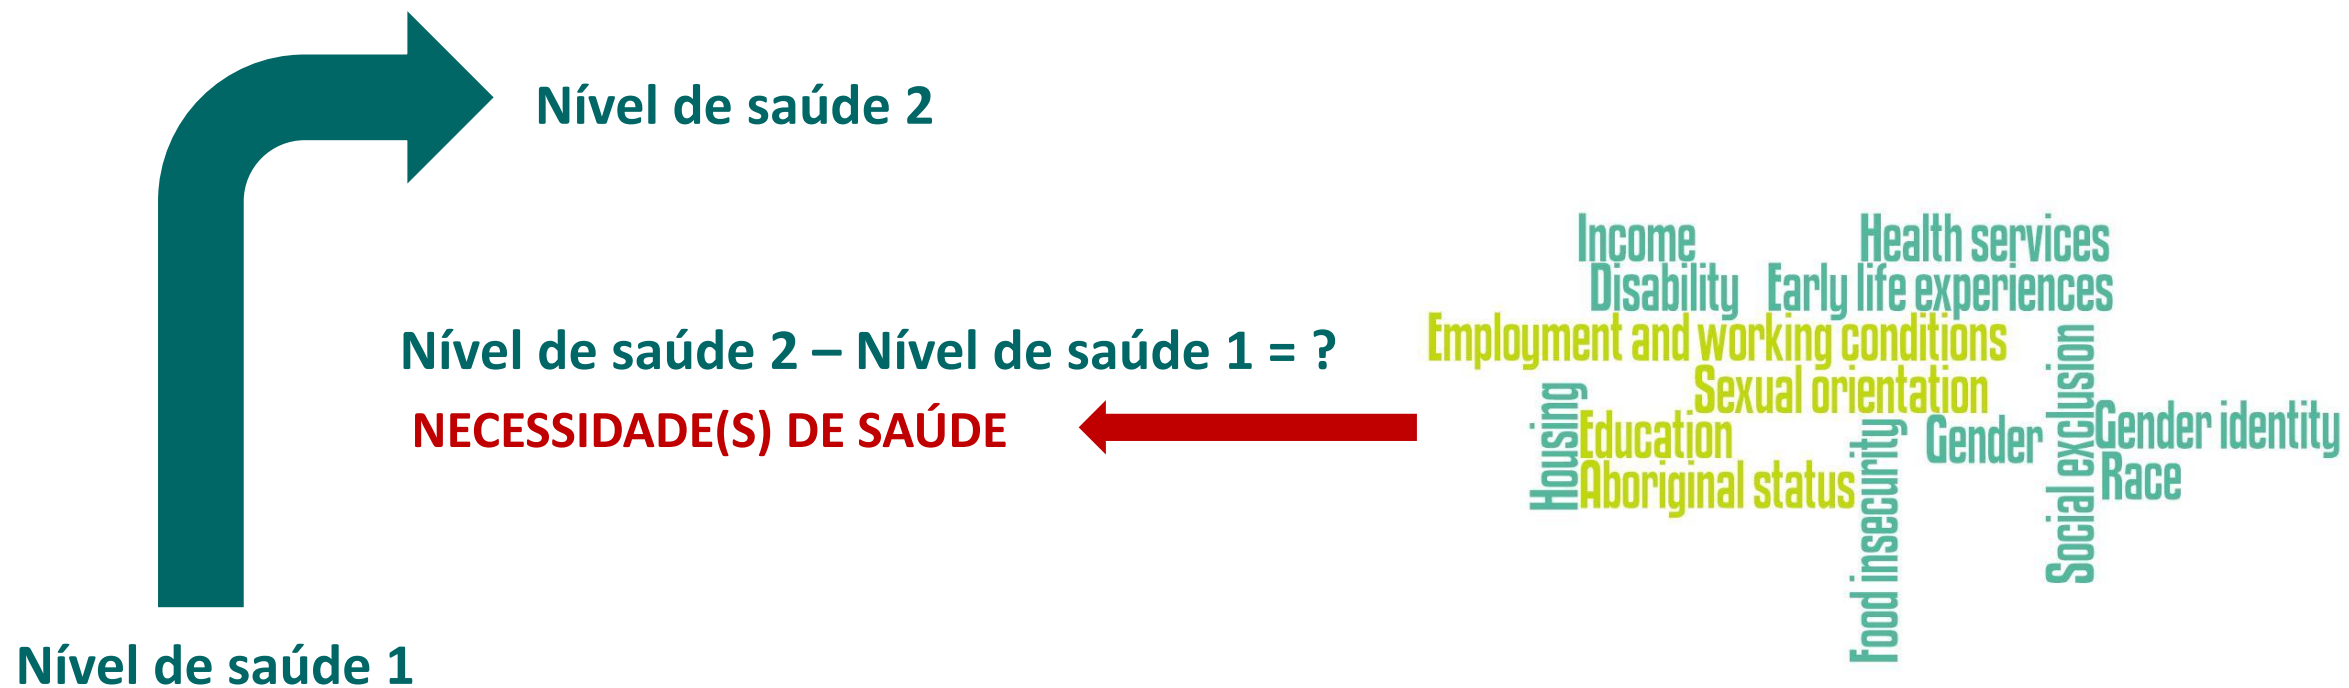 Nível de saúde 2
Nível de saúde 2 – Nível de saúde 1 = ?
NECESSIDADE(S) DE SAÚDE
Nível de saúde 1
Income
Health services
Disability
Early life experiences
Employment and working conditions
Sexual orientation
Housing
Education
Aboriginal status
Food insecurity
Gender
Social exclusion
Gender identity
Race